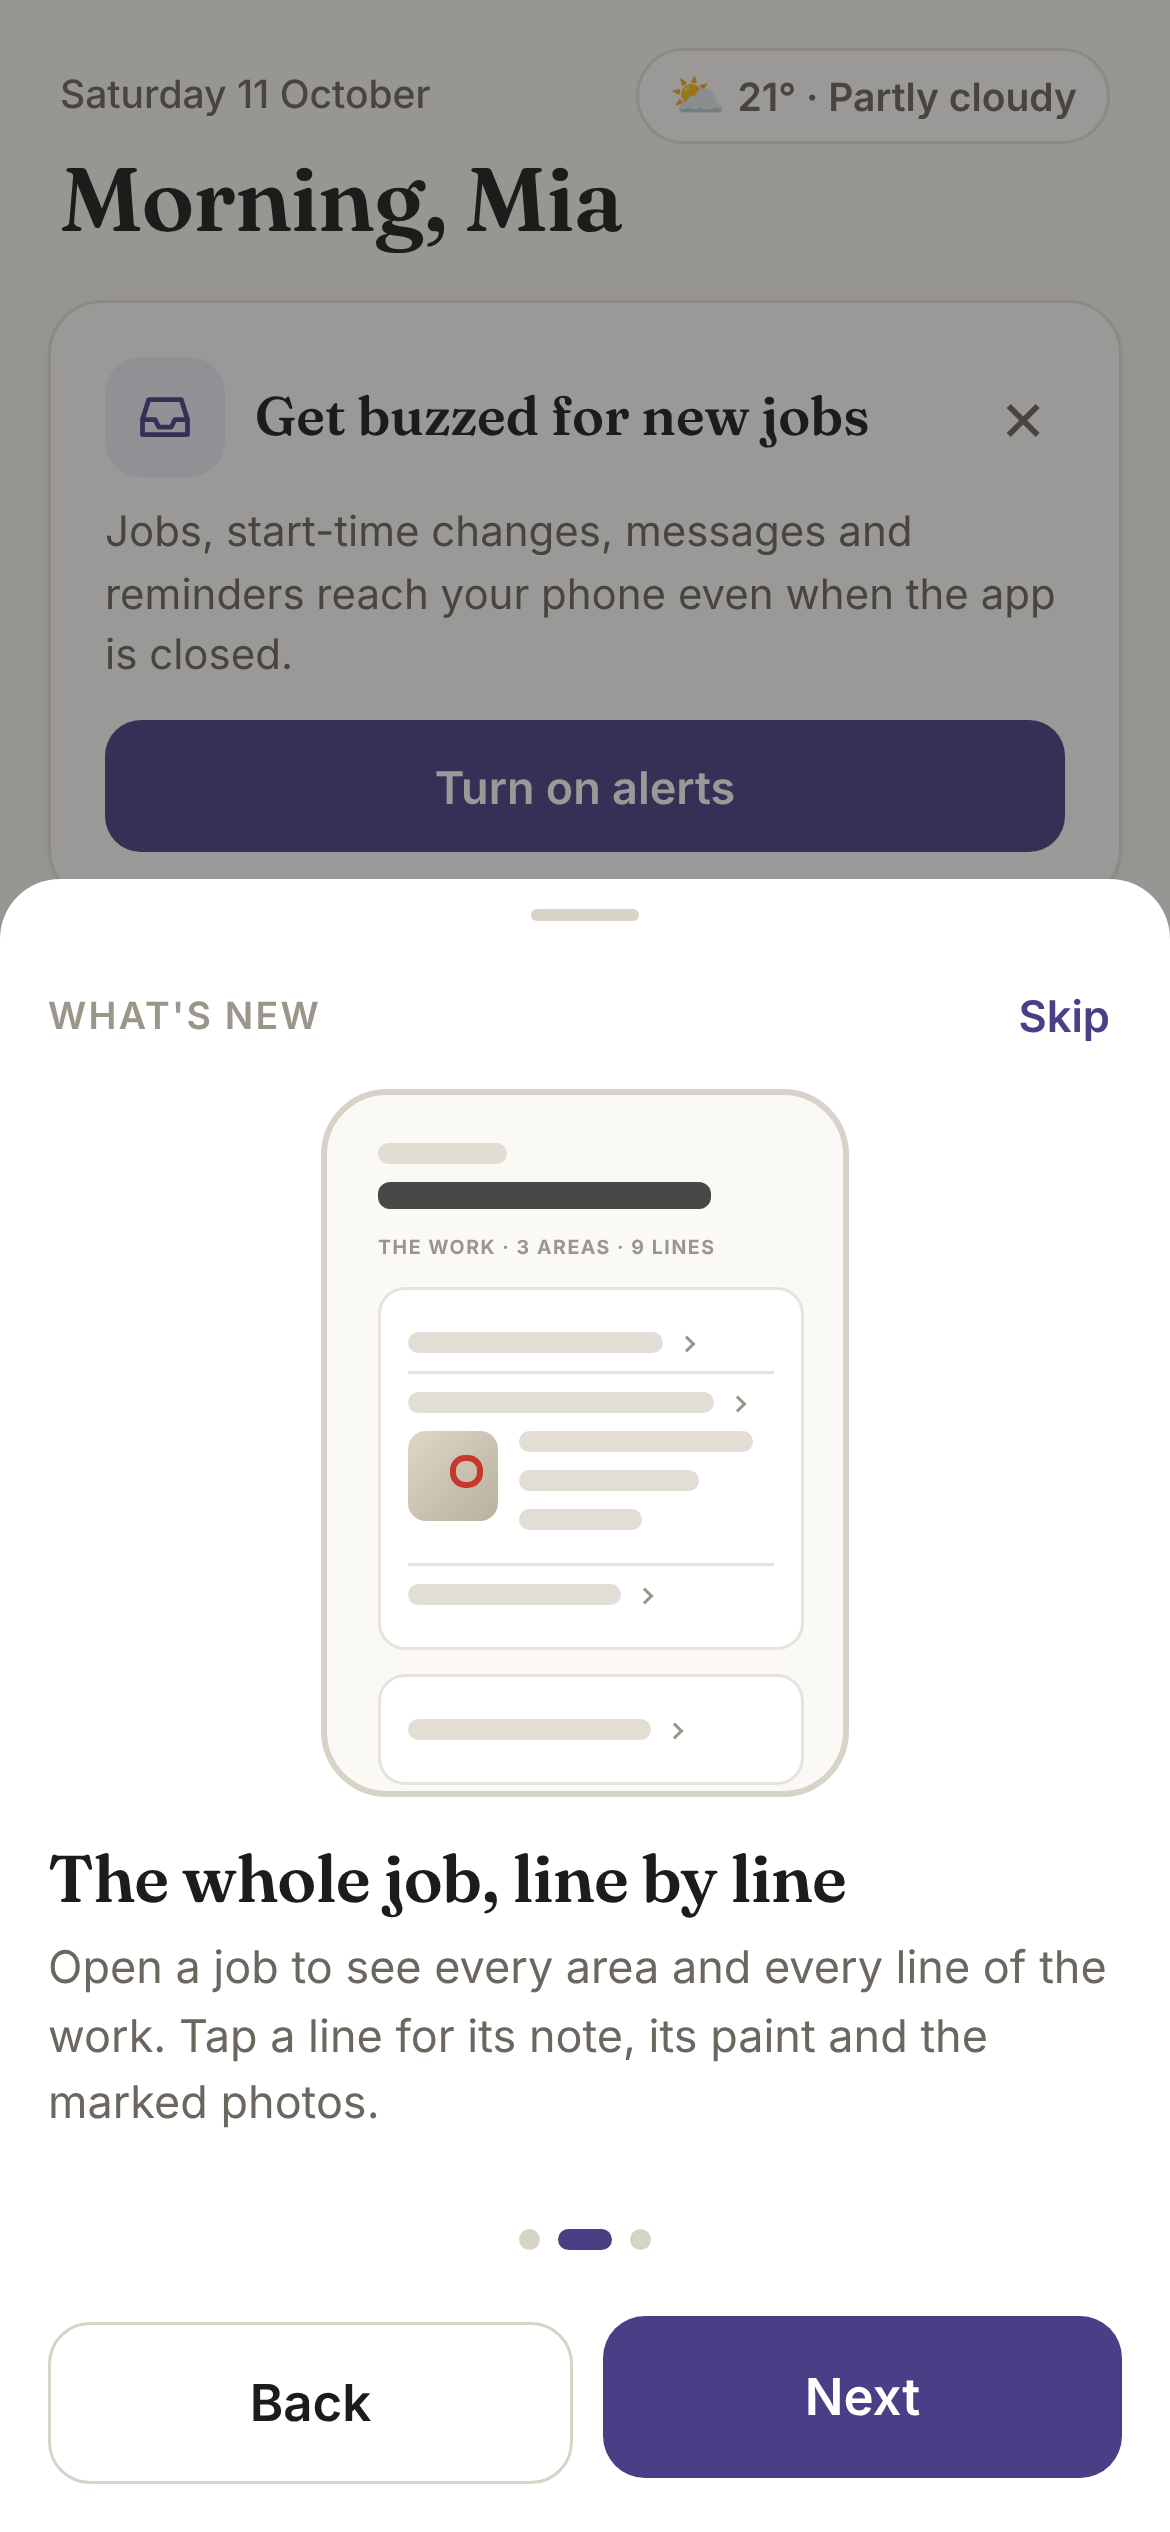 Saturday 11 October
⛅ 21° · Partly cloudy
Morning, Mia
Get buzzed for new jobs
Jobs, start-time changes, messages and
reminders reach your phone even when the app
is closed.
Turn on alerts
WHAT'S NEW
Skip
THE WORK · 3 AREAS · 9 LINES
The whole job, line by line
Open a job to see every area and every line of the
work. Tap a line for its note, its paint and the
marked photos.
Back
Next